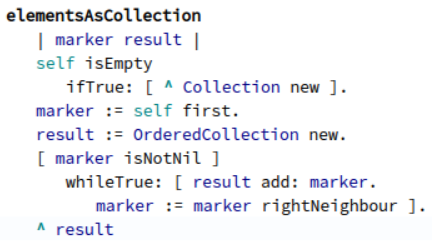 elementsAsCollection
| marker result |
self isEmpty
ifTrue: [ ^ Collection new ].
marker := self first.
result := OrderedCollection new.
[ marker isNotNil ]
whileTrue: [ result add: marker.
marker := marker rightNeighbour ].
^ result